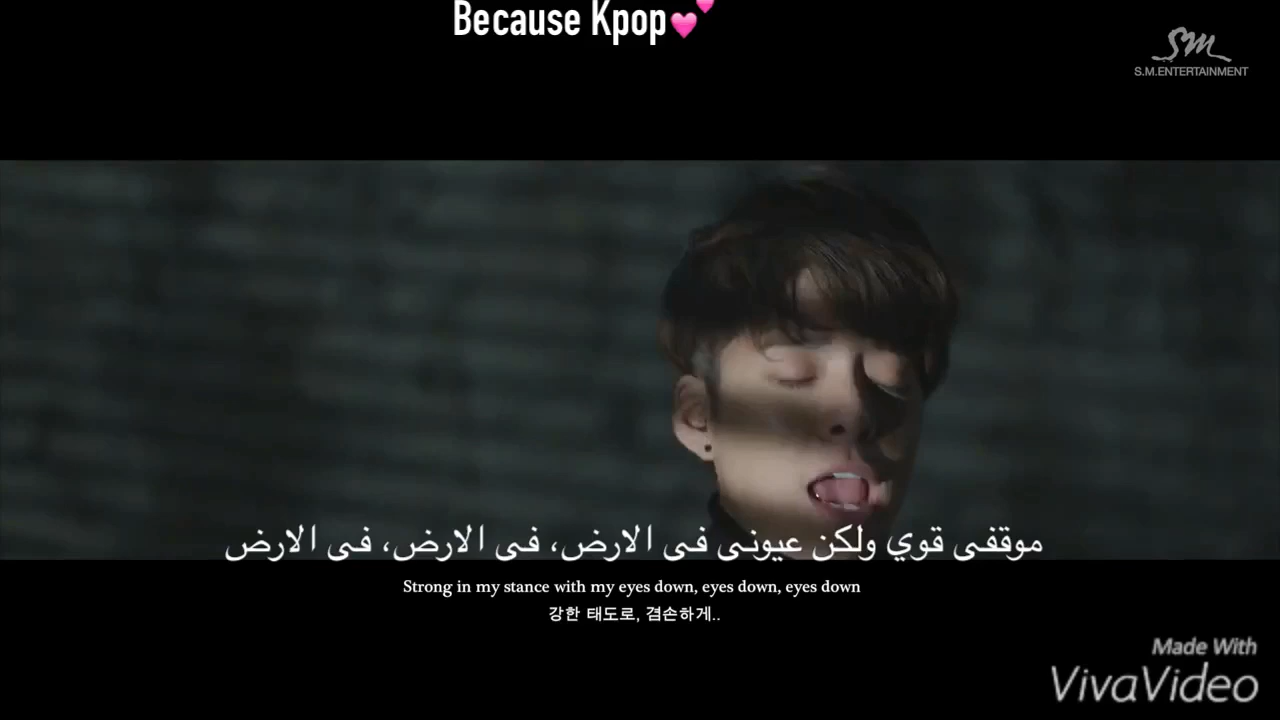 Because Kpop💕
SM
S.M.ENTERTAINMENT
موقفى قوي ولكن عيونى فى الارض، فى الارض، فى الارض
Strong in my stance with my eyes down, eyes down, eyes down
강한 태도로, 겸손하게..
Made With
VivaVideo